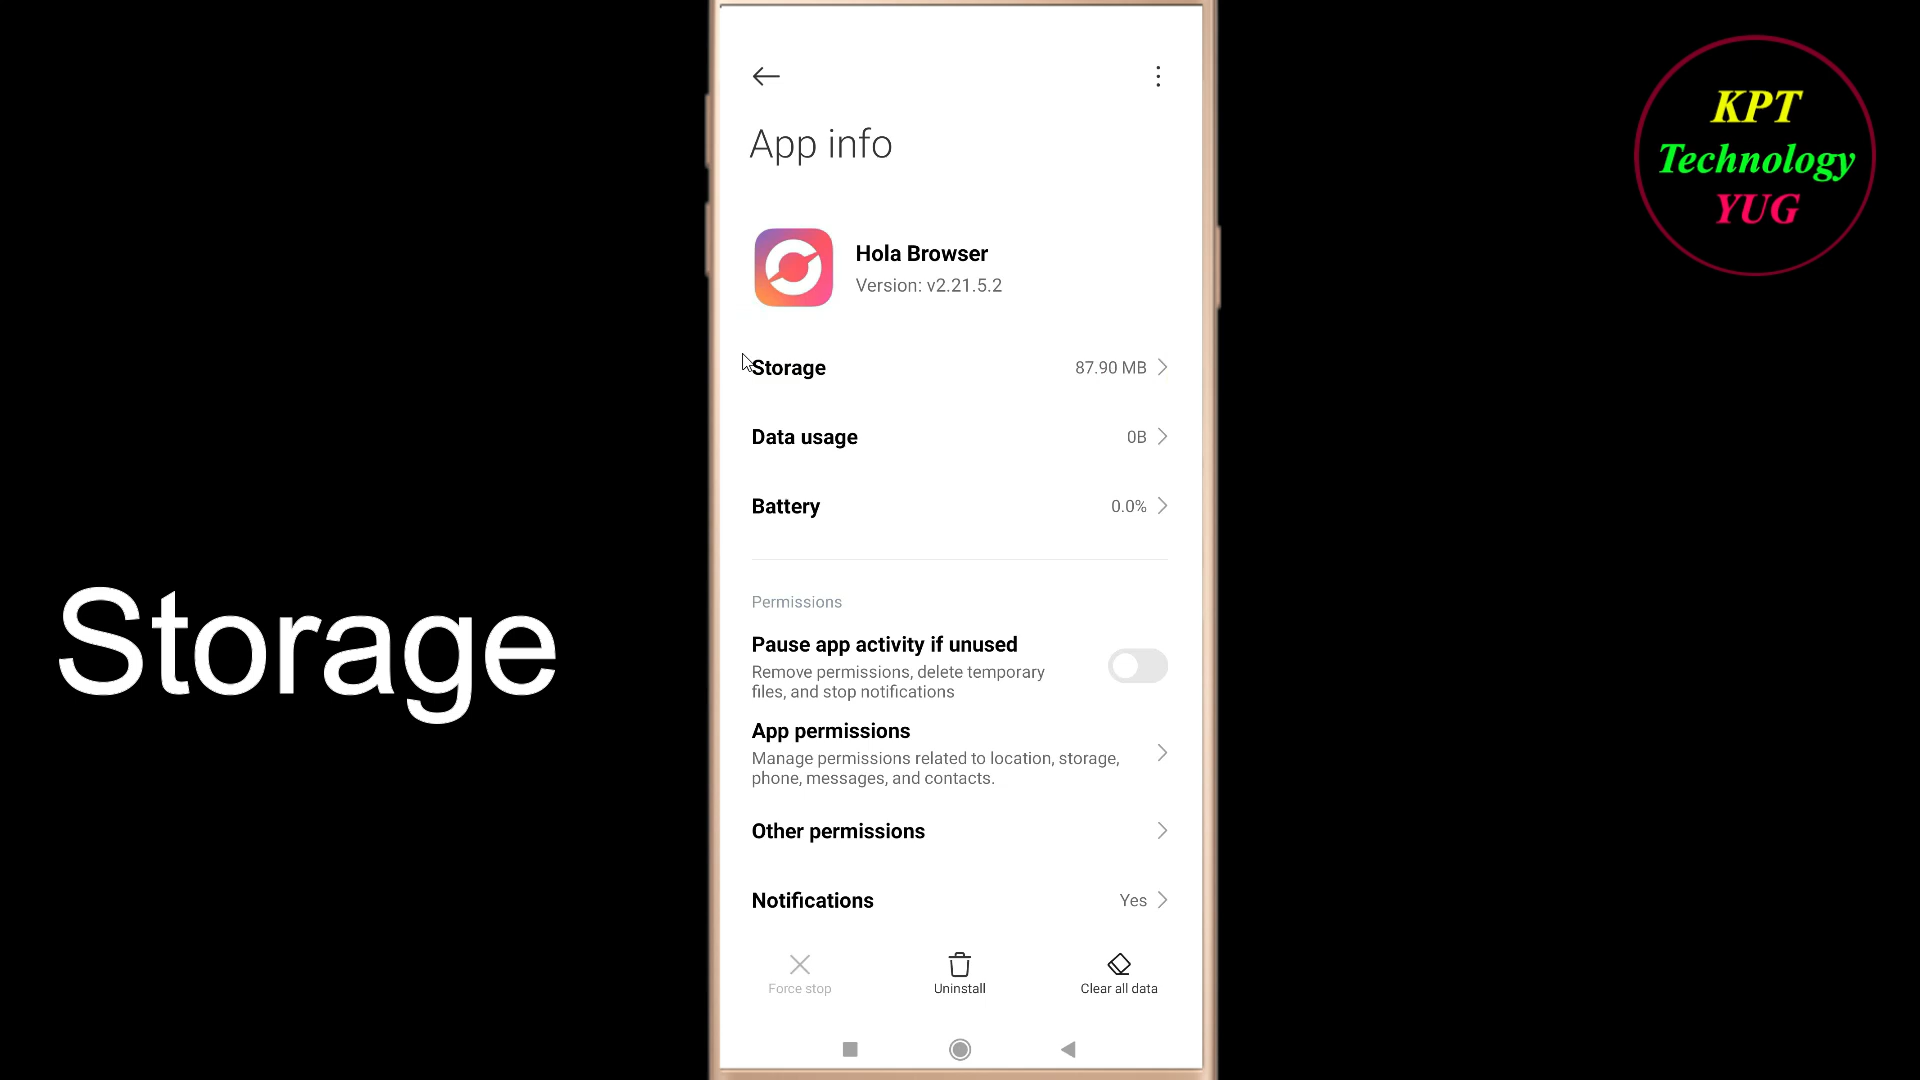 App info
Hola Browser
Version: v2.21.5.2
Storage 87.90 MB
Data usage 0B
Battery 0.0%
Permissions
Pause app activity if unused
Remove permissions, delete temporary
files, and stop notifications
App permissions
Manage permissions related to location, storage,
phone, messages, and contacts.
Other permissions
Notifications Yes
Force stop Uninstall Clear all data
Storage
KPT
Technology
YUG